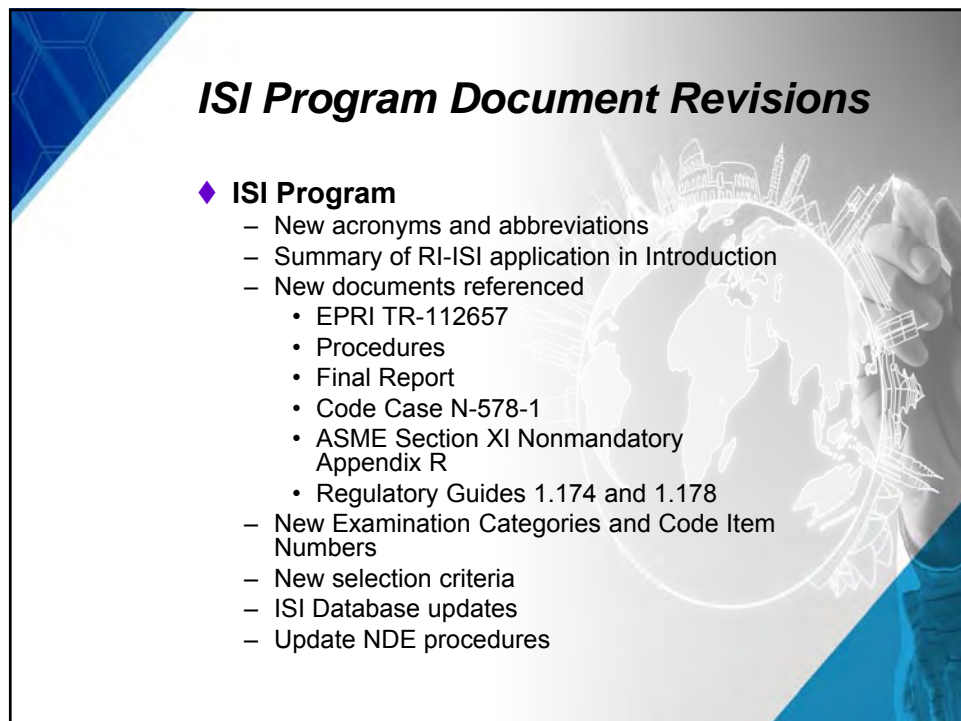 ISI Program Document Revisions
♦ ISI Program
– New acronyms and abbreviations
– Summary of RI-ISI application in Introduction
– New documents referenced
• EPRI TR-112657
• Procedures
• Final Report
• Code Case N-578-1
• ASME Section XI Nonmandatory
Appendix R
• Regulatory Guides 1.174 and 1.178
– New Examination Categories and Code Item
Numbers
– New selection criteria
– ISI Database updates
– Update NDE procedures